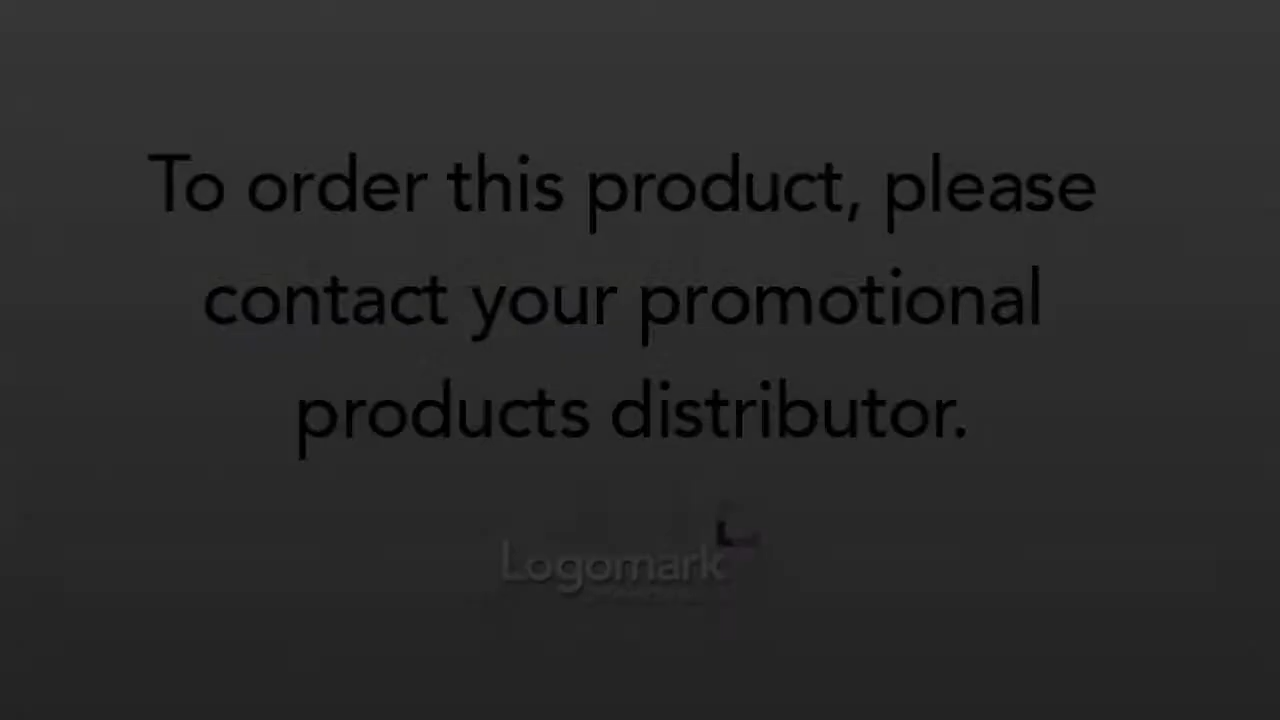 To order this product, please
contact your promotional
products distributor.
Logomark